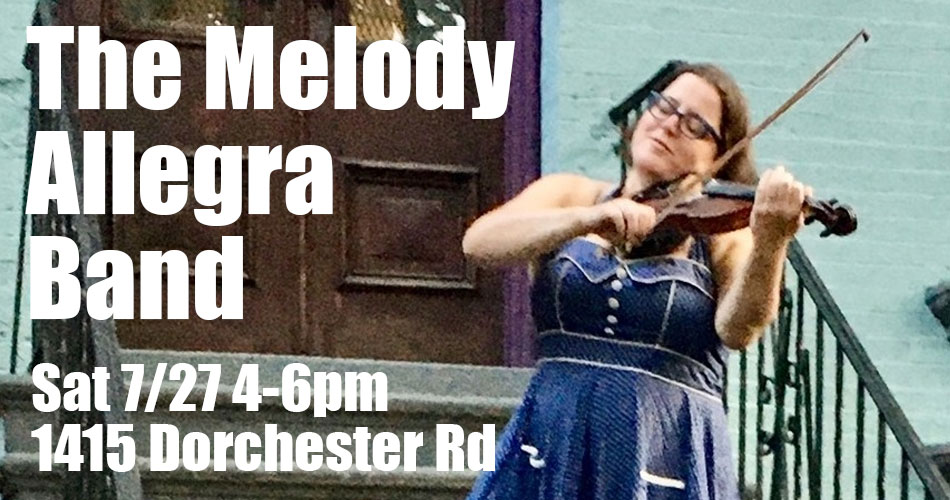 The Melody
Allegra
Band
Sat 7/27 4-6pm
1415 Dorchester Rd